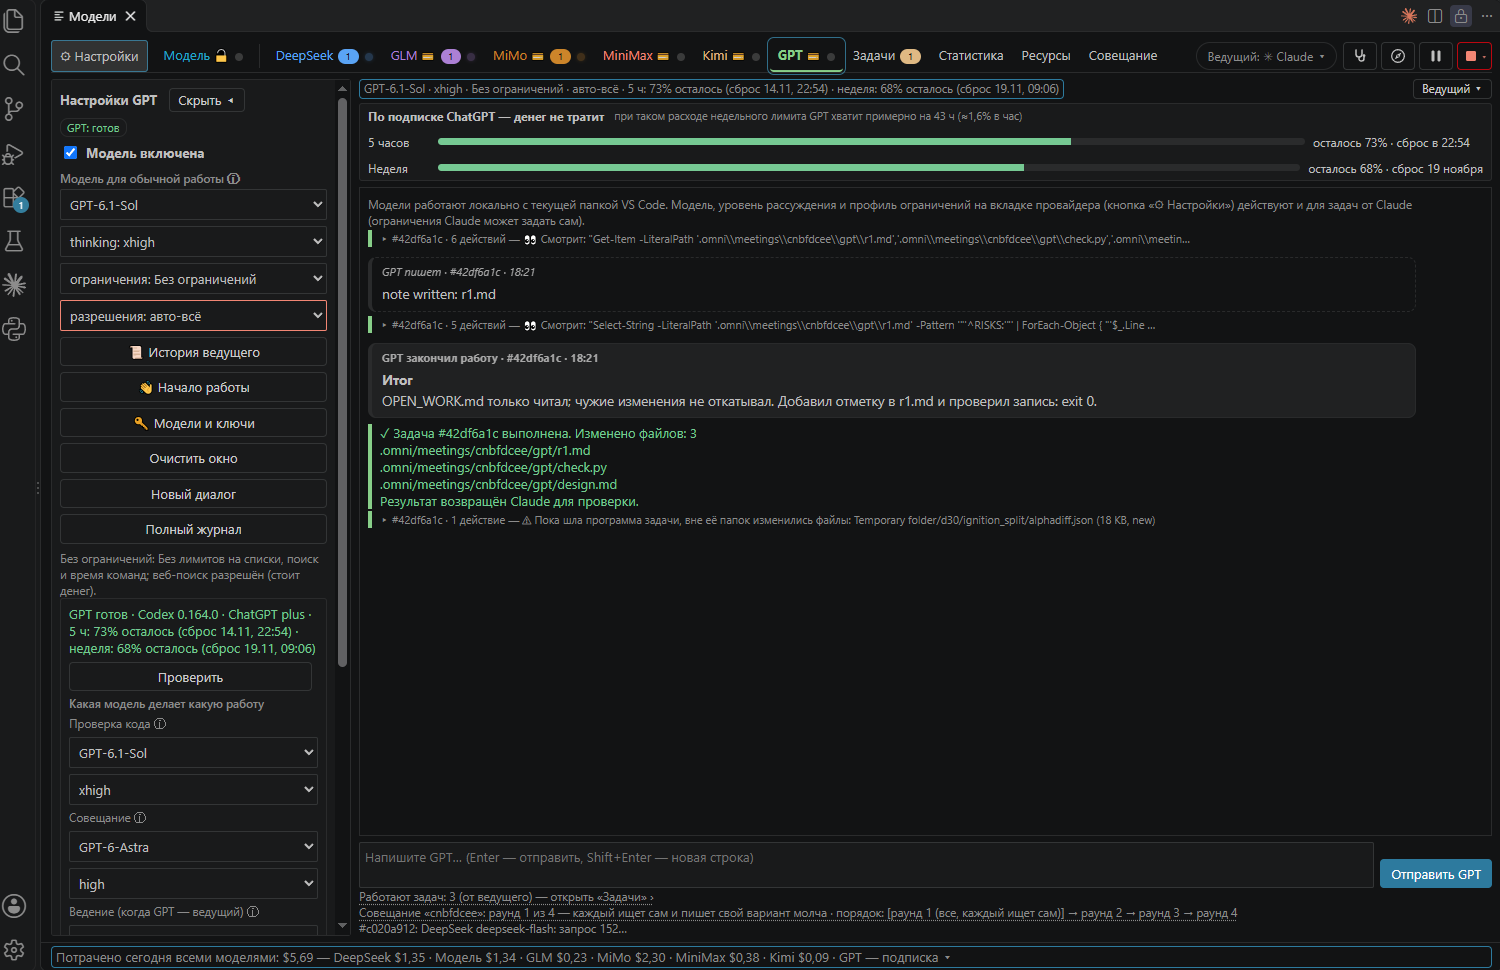 Модели
Настройки
Модель
DeepSeek 1
GLM 1
MiMo 1
MiniMax
Kimi
GPT
Задачи 1
Статистика
Ресурсы
Совещание
Ведущий: ✳ Claude
Настройки GPT
Скрыть
GPT: готов
Модель включена
Модель для обычной работы ⓘ
GPT-6.1-Sol
thinking: xhigh
ограничения: Без ограничений
разрешения: авто-всё
История ведущего
Начало работы
Модели и ключи
Очистить окно
Новый диалог
Полный журнал
Без ограничений: Без лимитов на списки, поиск
и время команд; веб-поиск разрешён (стоит
денег).
GPT готов · Codex 0.164.0 · ChatGPT plus ·
5 ч: 73% осталось (сброс 14.11, 22:54) ·
неделя: 68% осталось (сброс 19.11, 09:06)
Проверить
Какая модель делает какую работу
Проверка кода ⓘ
GPT-6.1-Sol
xhigh
Совещание ⓘ
GPT-6-Astra
high
Ведение (когда GPT — ведущий) ⓘ
1
GPT-6.1-Sol · xhigh · Без ограничений · авто-всё · 5 ч: 73% осталось (сброс 14.11, 22:54) · неделя: 68% осталось (сброс 19.11, 09:06)
Ведущий
По подписке ChatGPT — денег не тратит при таком расходе недельного лимита GPT хватит примерно на 43 ч (≈1,6% в час)
5 часов осталось 73% · сброс в 22:54
Неделя осталось 68% · сброс 19 ноября
Модели работают локально с текущей папкой VS Code. Модель, уровень рассуждения и профиль ограничений на вкладке провайдера (кнопка «⚙ Настройки») действуют и для задач от Claude
(ограничения Claude может задать сам).
#42df6a1c · 6 действий — 👀 Смотрит: "Get-Item -LiteralPath '.omni\\meetings\\cnbfdcee\\gpt\\r1.md','.omni\\meetings\\cnbfdcee\\gpt\\check.py','.omni\\meetin...
GPT пишет · #42df6a1c · 18:21
note written: r1.md
#42df6a1c · 5 действий — 👀 Смотрит: "Select-String -LiteralPath '.omni\\meetings\\cnbfdcee\\gpt\\r1.md' -Pattern '"'^RISKS:'"' | ForEach-Object { '"'$_.Line ...
GPT закончил работу · #42df6a1c · 18:21
Итог
OPEN_WORK.md только читал; чужие изменения не откатывал. Добавил отметку в r1.md и проверил запись: exit 0.
✓ Задача #42df6a1c выполнена. Изменено файлов: 3
.omni/meetings/cnbfdcee/gpt/r1.md
.omni/meetings/cnbfdcee/gpt/check.py
.omni/meetings/cnbfdcee/gpt/design.md
Результат возвращён Claude для проверки.
#42df6a1c · 1 действие — ⚠ Пока шла программа задачи, вне её папок изменились файлы: Temporary folder/d30/ignition_split/alphadiff.json (18 KB, new)
Напишите GPT... (Enter — отправить, Shift+Enter — новая строка)
Отправить GPT
Работают задач: 3 (от ведущего) — открыть «Задачи» ›
Совещание «cnbfdcee»: раунд 1 из 4 — каждый ищет сам и пишет свой вариант молча · порядок: [раунд 1 (все, каждый ищет сам)] → раунд 2 → раунд 3 → раунд 4
#c020a912: DeepSeek deepseek-flash: запрос 152...
Потрачено сегодня всеми моделями: $5,69 — DeepSeek $1,35 · Модель $1,34 · GLM $0,23 · MiMo $2,30 · MiniMax $0,38 · Kimi $0,09 · GPT — подписка